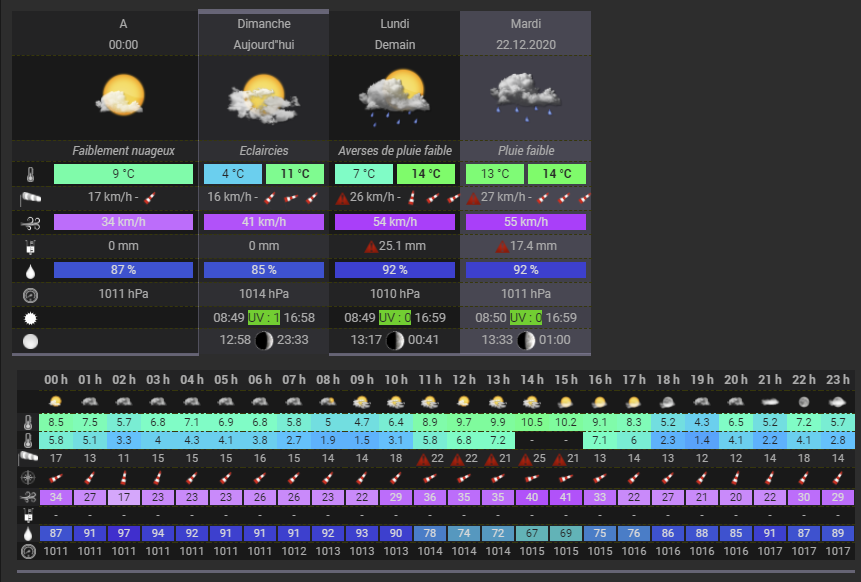 A Dimanche Lundi Mardi
00:00 Aujourd"hui Demain 22.12.2020
Faiblement nuageux Eclaircies Averses de pluie faible Pluie faible
9 °C 4 °C 11 °C 7 °C 14 °C 13 °C 14 °C
17 km/h - 16 km/h - 26 km/h - 27 km/h -
34 km/h 41 km/h 54 km/h 55 km/h
0 mm 0 mm 25.1 mm 17.4 mm
87 % 85 % 92 % 92 %
1011 hPa 1014 hPa 1010 hPa 1011 hPa
08:49 UV : 1 16:58 08:49 UV : 0 16:59 08:50 UV : 0 16:59
12:58 23:33 13:17 00:41 13:33 01:00
00 h 01 h 02 h 03 h 04 h 05 h 06 h 07 h 08 h 09 h 10 h 11 h 12 h 13 h 14 h 15 h 16 h 17 h 18 h 19 h 20 h 21 h 22 h 23 h
8.5 7.5 5.7 6.8 7.1 6.9 6.8 5.8 5 4.7 6.4 8.9 9.7 9.9 10.5 10.2 9.1 8.3 5.2 4.3 6.5 5.2 7.2 5.7
5.8 5.1 3.3 4 4.3 4.1 3.8 2.7 1.9 1.5 3.1 5.8 6.8 7.2 - - 7.1 6 2.3 1.4 4.1 2.2 4.1 2.8
17 13 11 15 15 15 16 15 14 14 18 22 22 21 25 21 13 14 13 12 12 14 18 14
34 27 17 23 23 23 26 26 23 22 29 36 35 35 40 41 33 22 27 21 20 22 30 29
- - - - - - - - - - - - - - - - - - - - - - - -
87 91 97 94 92 91 91 91 92 93 90 78 74 72 67 69 75 76 86 88 85 91 87 89
1011 1011 1011 1011 1011 1011 1011 1012 1013 1013 1013 1014 1014 1014 1015 1015 1015 1016 1016 1016 1016 1017 1017 1017